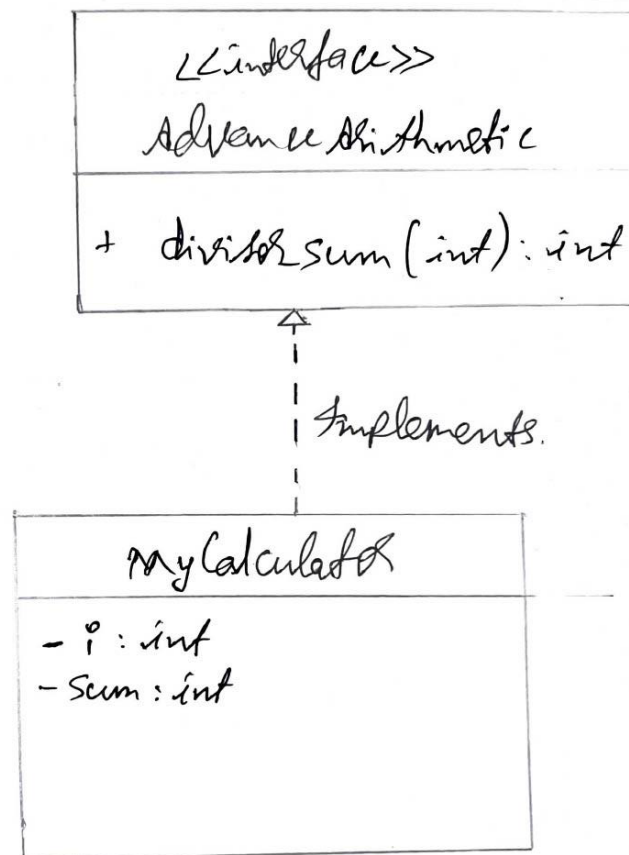 <<interface>>
AdvanceArithmetic
+ divisorsum(int): int
Implements.
MyCalculator
- i : int
- sum : int